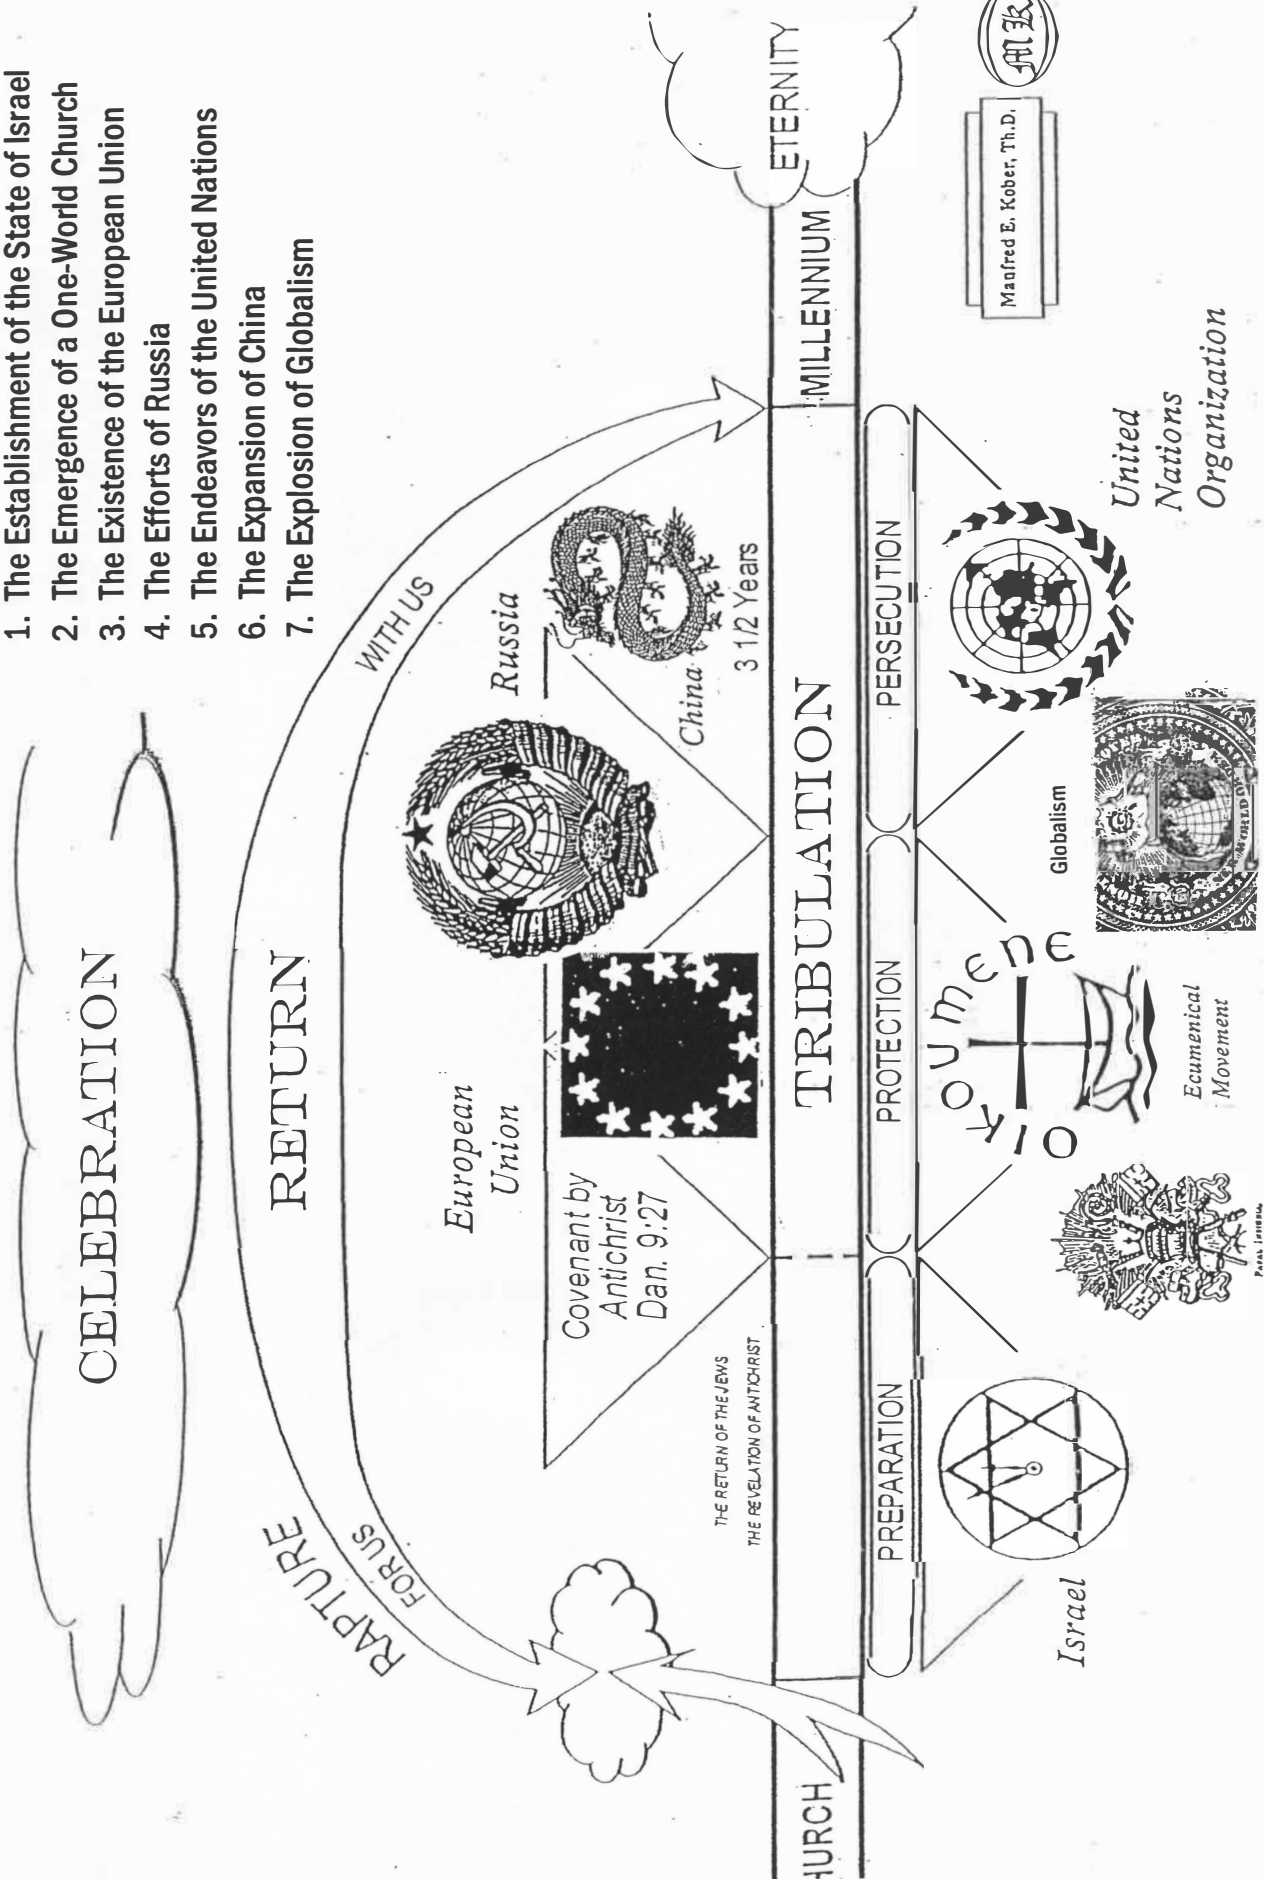 1. The Establishment of the State of Israel
2. The Emergence of a One-World Church
3. The Existence of the European Union
4. The Efforts of Russia
5. The Endeavors of the United Nations
6. The Expansion of China
7. The Explosion of Globalism
CELEBRATION
RETURN
RAPTURE
FOR US
WITH US
European
Union
Russia
China
3 1/2 Years
Covenant by
Antichrist
Dan. 9:27
THE RETURN OF THE JEWS
THE REVELATION OF ANTICHRIST
HURCH
TRIBULATION
MILLENNIUM
ETERNITY
PREPARATION
PROTECTION
PERSECUTION
Israel
OIKOUMENE
Ecumenical
Movement
Globalism
United
Nations
Organization
Manfred E. Kober, Th.D.
MK